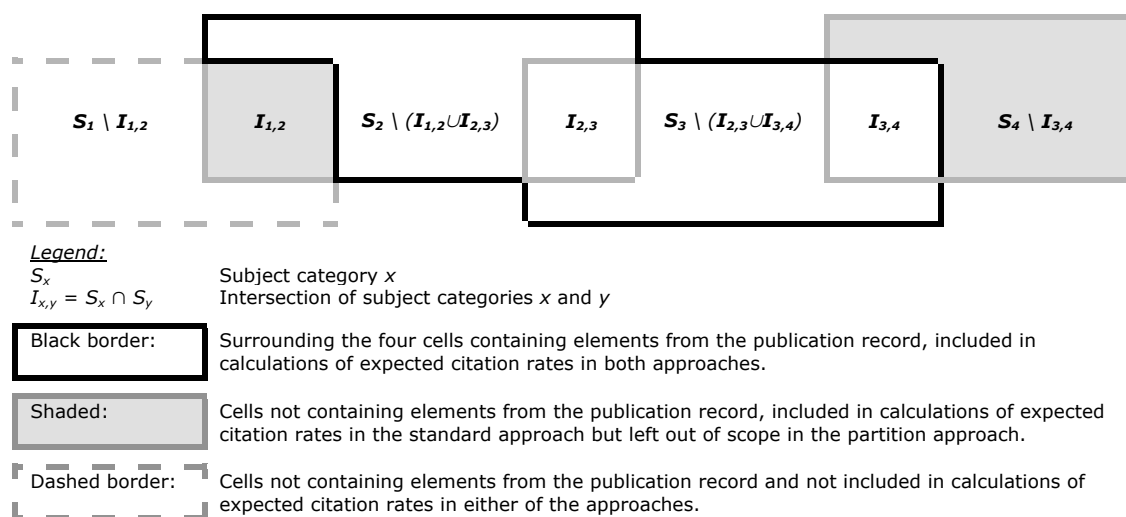 S₁ \ I₁,₂ I₁,₂ S₂ \ (I₁,₂∪I₂,₃) I₂,₃ S₃ \ (I₂,₃∪I₃,₄) I₃,₄ S₄ \ I₃,₄
Legend:
Sₓ Subject category x
Iₓ,ᵧ = Sₓ ∩ Sᵧ Intersection of subject categories x and y
Black border: Surrounding the four cells containing elements from the publication record, included in
calculations of expected citation rates in both approaches.
Shaded: Cells not containing elements from the publication record, included in calculations of expected
citation rates in the standard approach but left out of scope in the partition approach.
Dashed border: Cells not containing elements from the publication record and not included in calculations of
expected citation rates in either of the approaches.